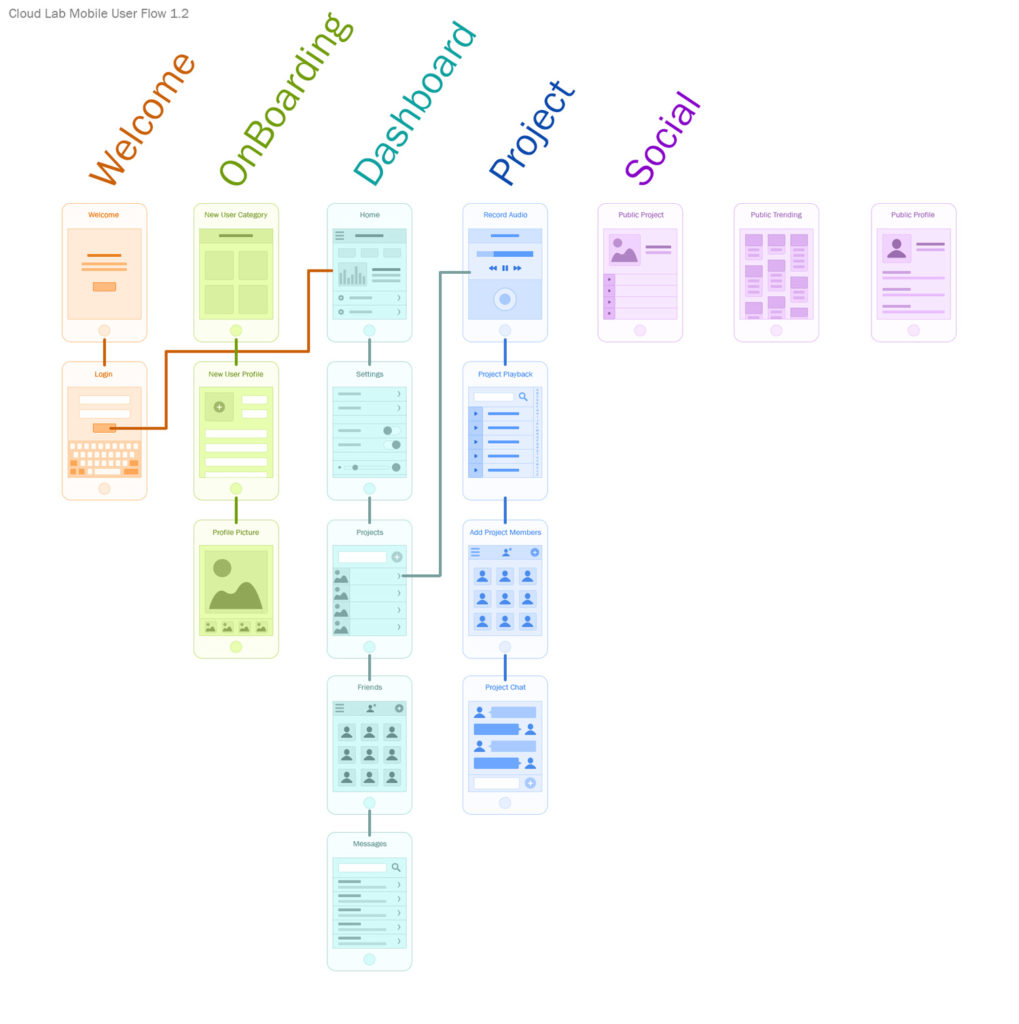 Cloud Lab Mobile User Flow 1.2
Welcome
OnBoarding
Dashboard
Project
Social
Welcome
New User Category
Home
Record Audio
Public Project
Public Trending
Public Profile
Login
New User Profile
Settings
Project Playback
Profile Picture
Projects
Add Project Members
Friends
Project Chat
Messages